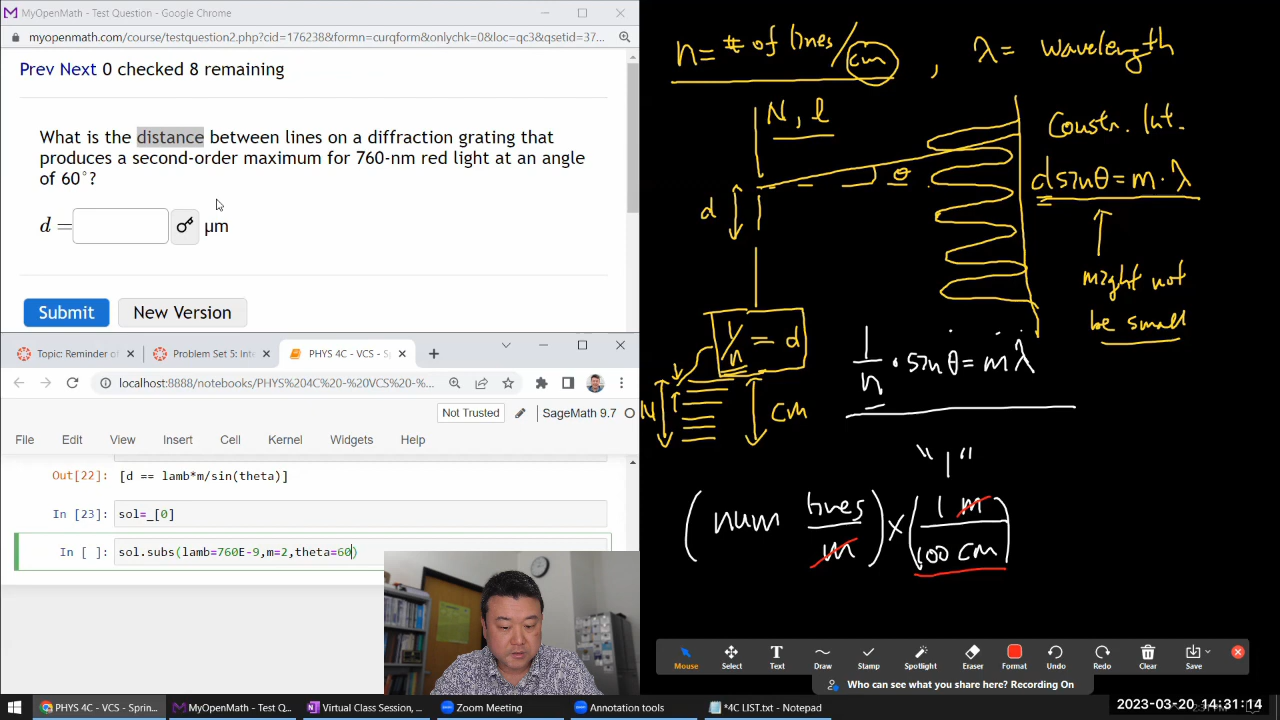 MyOpenMath - Test Question - Google Chrome
myopenmath.com/course/testquestion2.php?cid=176238&formn=curqform&onlychk=0&loc=qc3&qsetid=37...
Prev Next 0 checked 8 remaining
What is the distance between lines on a diffraction grating that
produces a second-order maximum for 760-nm red light at an angle
of 60°?
d = μm
Submit New Version
Topic: Reminder of Problem Set 5: Inte PHYS 4C - VCS - Sprin
localhost:8888/notebooks/PHYS%204C%20-%20VCS%20-%...
Not Trusted SageMath 9.7
Edit View Insert Cell Kernel Widgets Help
Out[22]: [d == lamb*m/sin(theta)]
In [23]: sol=_[0]
In [ ]: sol.subs(lamb=760E-9,m=2,theta=60)
n = # of lines/cm , λ = wavelength
N, l
Constr. Int.
θ
d sinθ = m·λ
d
might not
be small
1/n = d
1/n · sinθ = mλ
N
cm
"1"
(num lines/m) × (1 m/100 cm)
Mouse Select Text Draw Stamp Spotlight Eraser Format Undo Redo Clear Save
Who can see what you share here? Recording On
PHYS 4C - VCS - Sprin... MyOpenMath - Test Q... Virtual Class Session, ... Zoom Meeting Annotation tools *4C LIST.txt - Notepad
2023-03-20 14:31:14